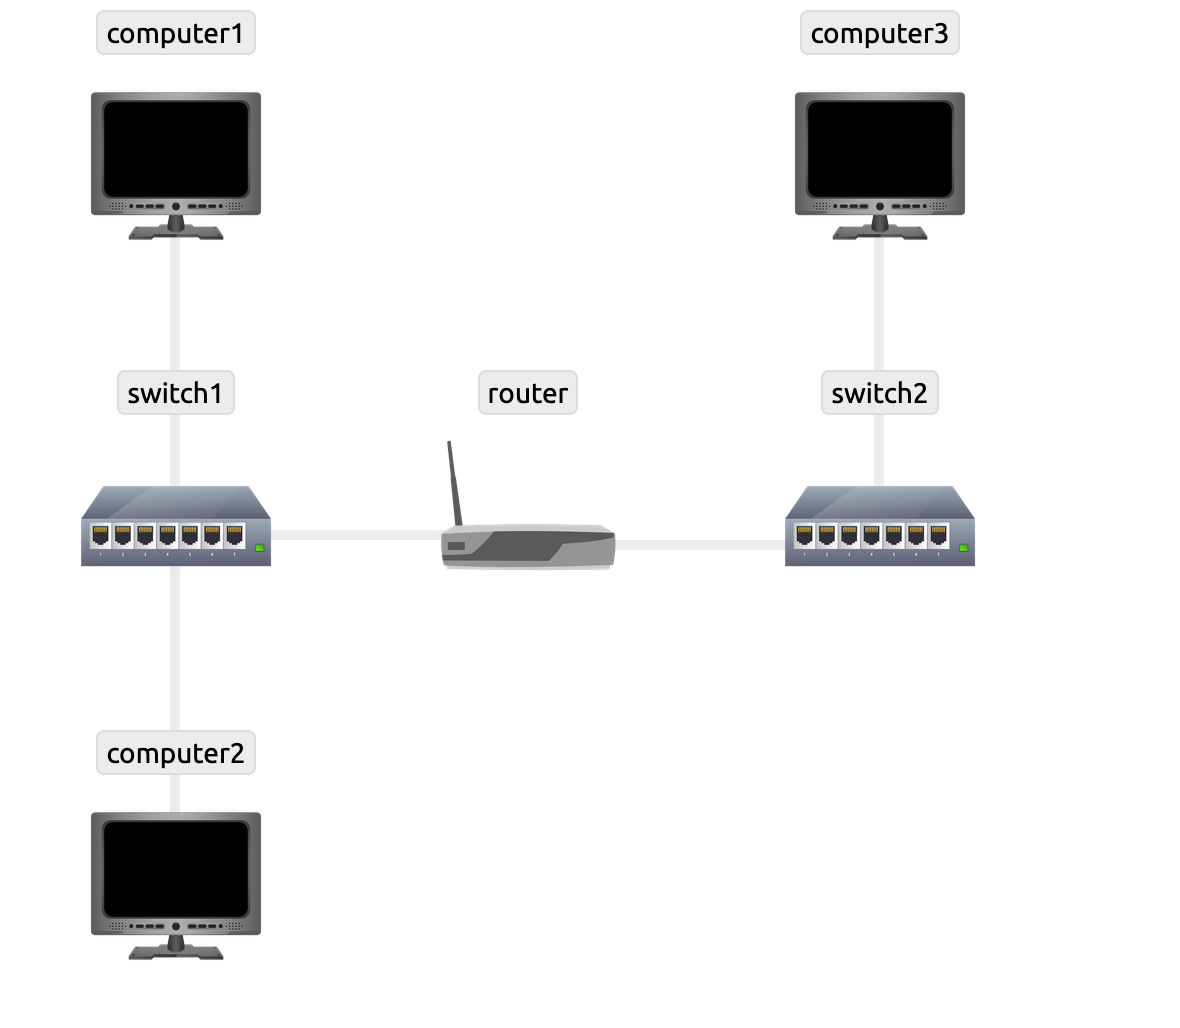 computer1
computer3
switch1
router
switch2
computer2